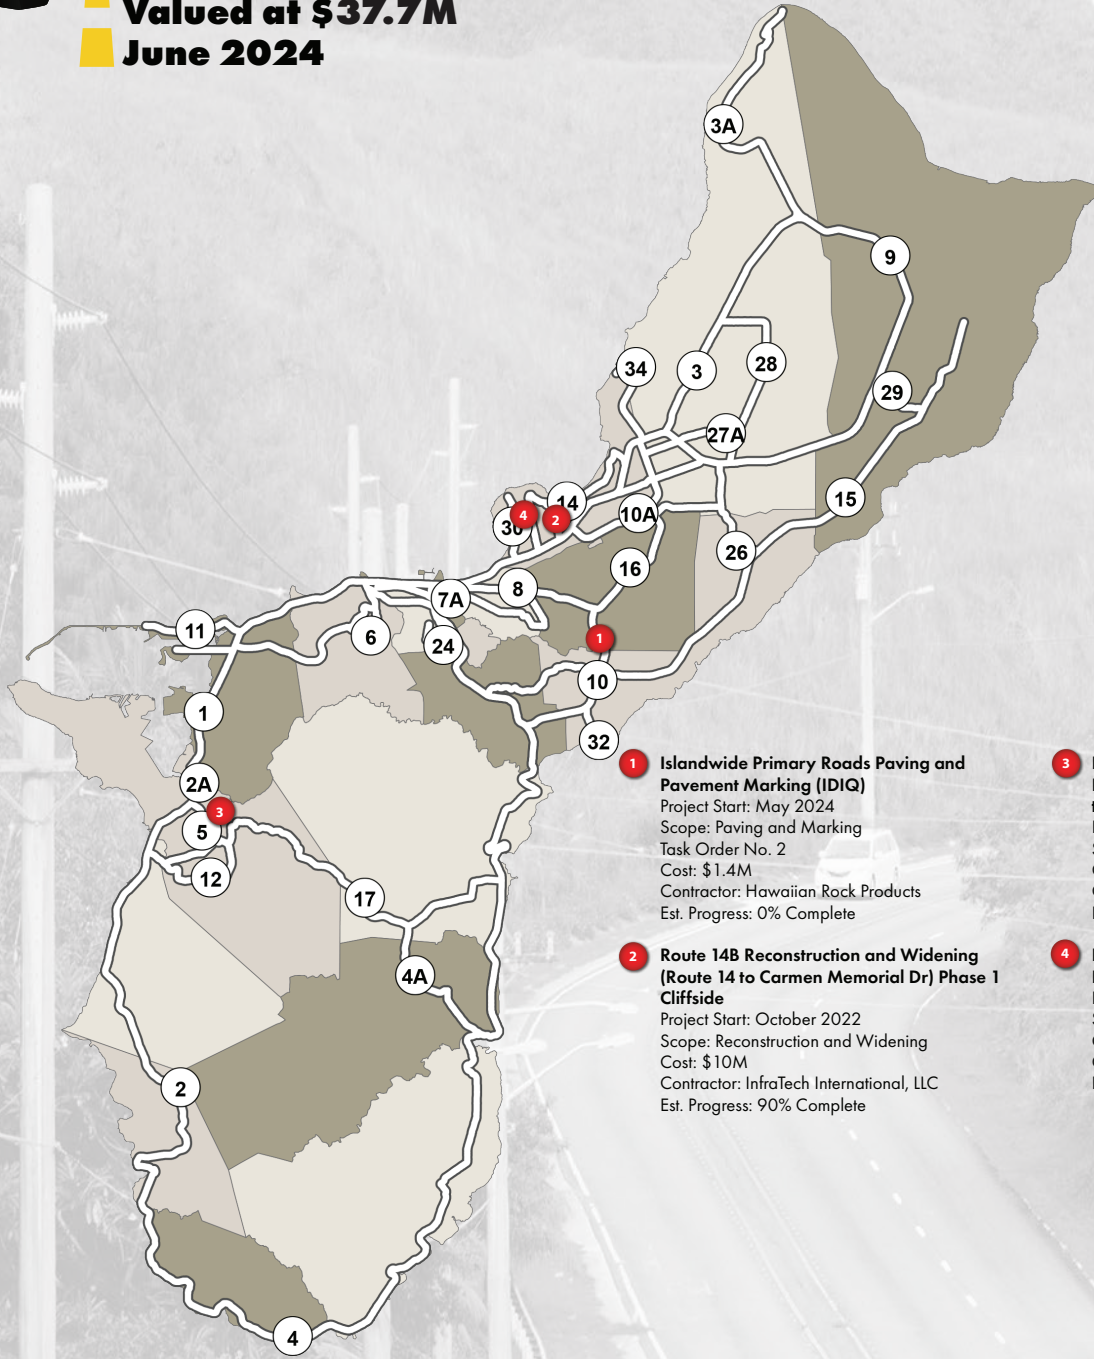 Valued at $37.7M
June 2024
3A
9
34
3
28
29
27A
15
14
4
2
30
10A
26
16
8
7A
11
6
24
1
10
1
32
2A
3
5
12
17
4A
2
4
1
Islandwide Primary Roads Paving and
Pavement Marking (IDIQ)
Project Start: May 2024
Scope: Paving and Marking
Task Order No. 2
Cost: $1.4M
Contractor: Hawaiian Rock Products
Est. Progress: 0% Complete
2
Route 14B Reconstruction and Widening
(Route 14 to Carmen Memorial Dr) Phase 1
Cliffside
Project Start: October 2022
Scope: Reconstruction and Widening
Cost: $10M
Contractor: InfraTech International, LLC
Est. Progress: 90% Complete
3
4